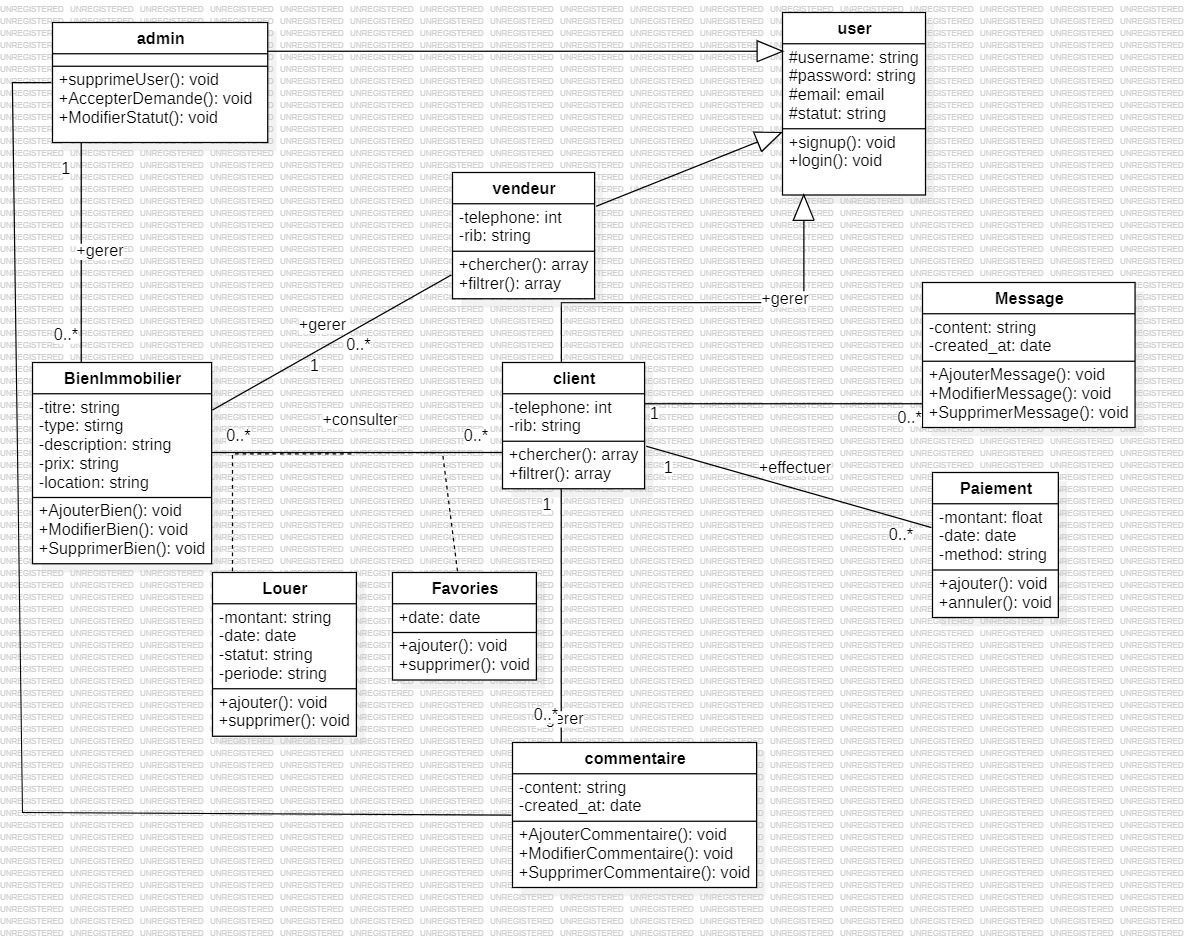 admin
+supprimeUser(): void
+AccepterDemande(): void
+ModifierStatut(): void
user
#username: string
#password: string
#email: email
#statut: string
+signup(): void
+login(): void
vendeur
-telephone: int
-rib: string
+chercher(): array
+filtrer(): array
1
+gerer
0..*
+gerer
0..*
1
+gerer
BienImmobilier
-titre: string
-type: stirng
-description: string
-prix: string
-location: string
+AjouterBien(): void
+ModifierBien(): void
+SupprimerBien(): void
+consulter
0..*
0..*
client
-telephone: int
-rib: string
+chercher(): array
+filtrer(): array
Message
-content: string
-created_at: date
+AjouterMessage(): void
+ModifierMessage(): void
+SupprimerMessage(): void
1
0..*
1
+effectuer
0..*
Paiement
-montant: float
-date: date
-method: string
+ajouter(): void
+annuler(): void
1
Louer
-montant: string
-date: date
-statut: string
-periode: string
+ajouter(): void
+supprimer(): void
Favories
+date: date
+ajouter(): void
+supprimer(): void
0..*
commentaire
-content: string
-created_at: date
+AjouterCommentaire(): void
+ModifierCommentaire(): void
+SupprimerCommentaire(): void
UNREGISTERED